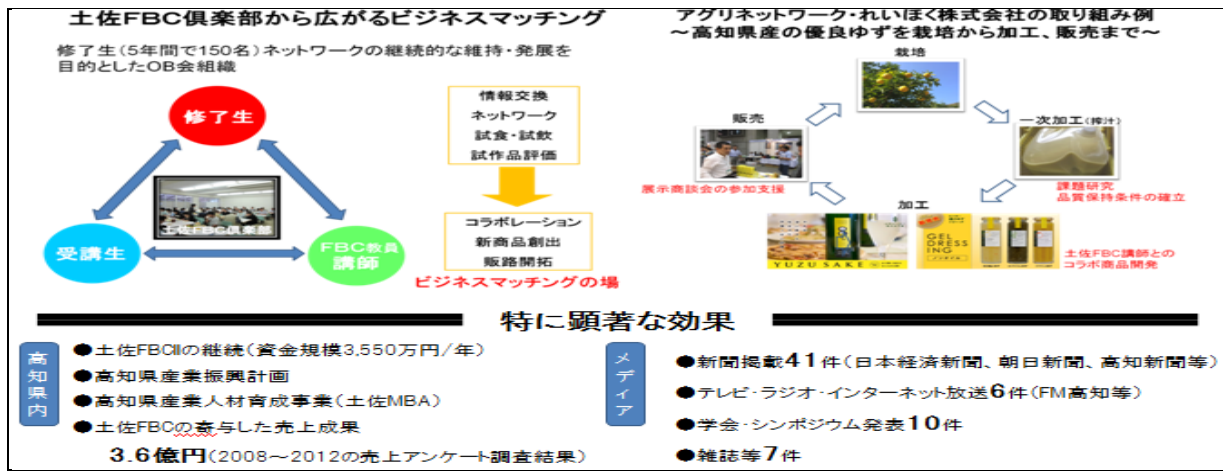 土佐FBC倶楽部から広がるビジネスマッチング
修了生(5年間で150名)ネットワークの継続的な維持・発展を
目的としたOB会組織
修了生
受講生
FBC教員
講師
土佐FBC倶楽部
情報交換
ネットワーク
試食・試飲
試作品評価
コラボレーション
新商品創出
販路開拓
ビジネスマッチングの場
アグリネットワーク・れいほく株式会社の取り組み例
～高知県産の優良ゆずを栽培から加工、販売まで～
栽培
一次加工(搾汁)
課題研究
品質保持条件の確立
加工
YUZU SAKE
GEL
DRESS
ING
土佐FBC講師との
コラボ商品開発
販売
展示商談会の参加支援
特に顕著な効果
高知県内
●土佐FBCIIの継続(資金規模3,550万円/年)
●高知県産業振興計画
●高知県産業人材育成事業(土佐MBA)
●土佐FBCの寄与した売上成果
3.6億円(2008～2012の売上アンケート調査結果)
メディア
●新聞掲載41件(日本経済新聞、朝日新聞、高知新聞等)
●テレビ・ラジオ・インターネット放送6件(FM高知等)
●学会・シンポジウム発表10件
●雑誌等7件